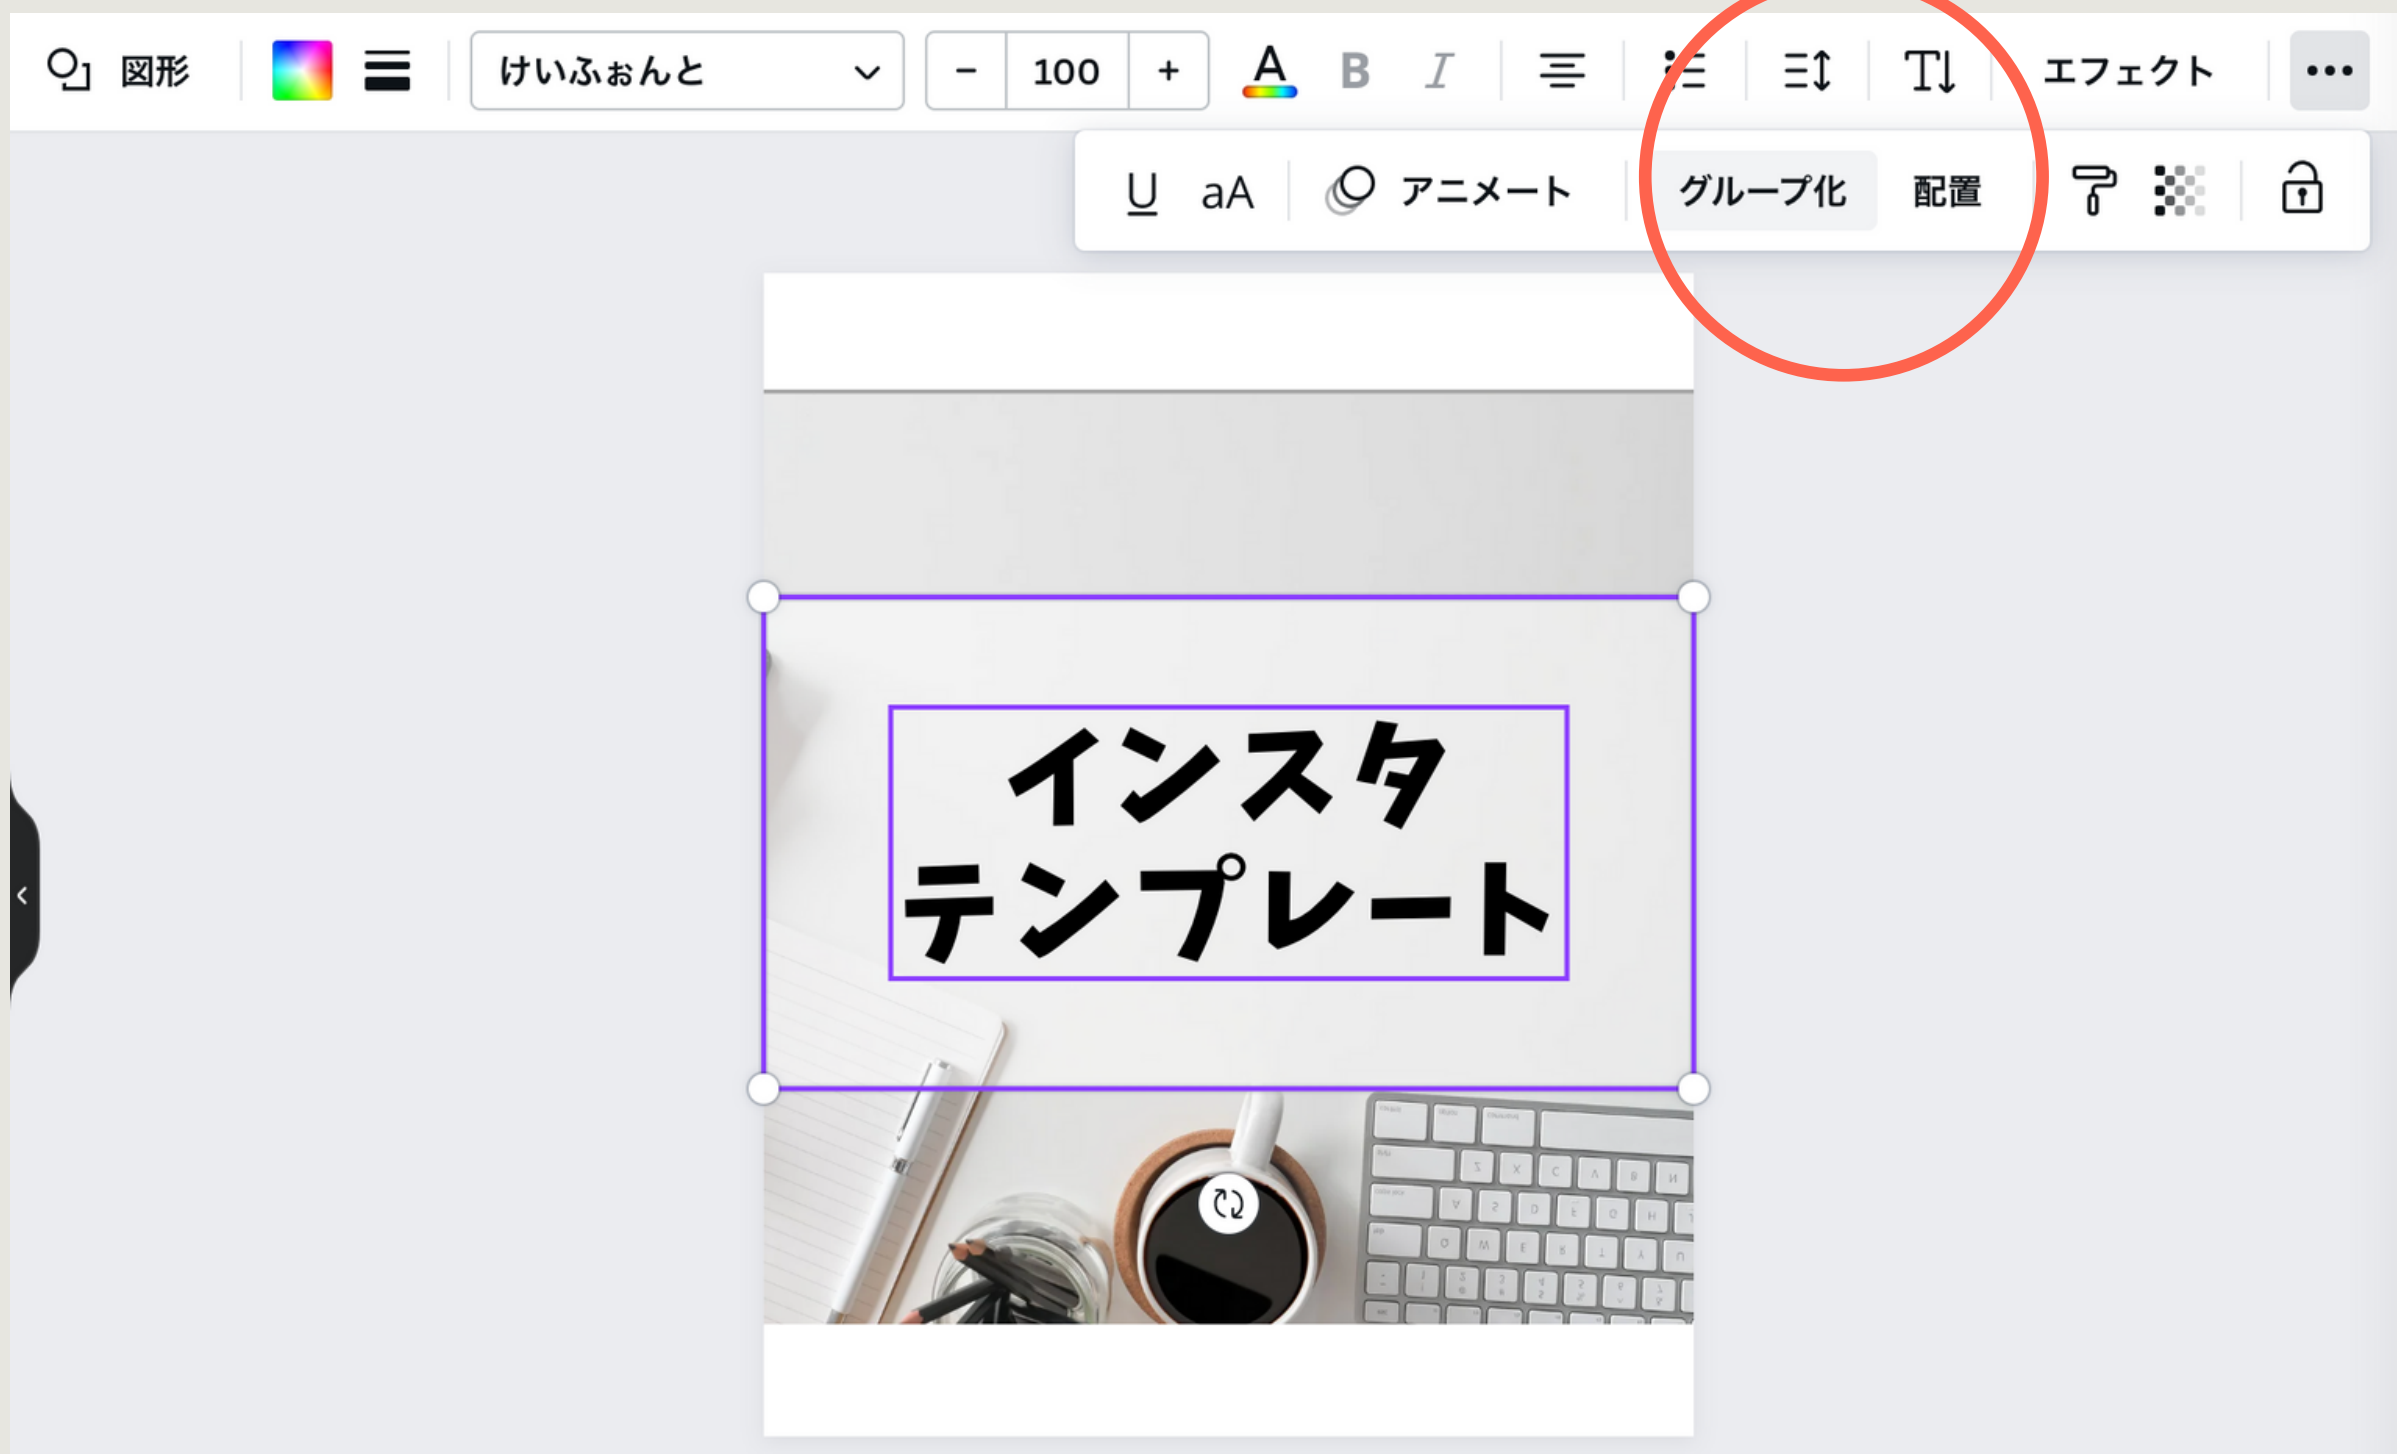 図形
けいふぉんと
100
A
B
I
エフェクト
U
aA
アニメート
グループ化
配置
インスタ
テンプレート